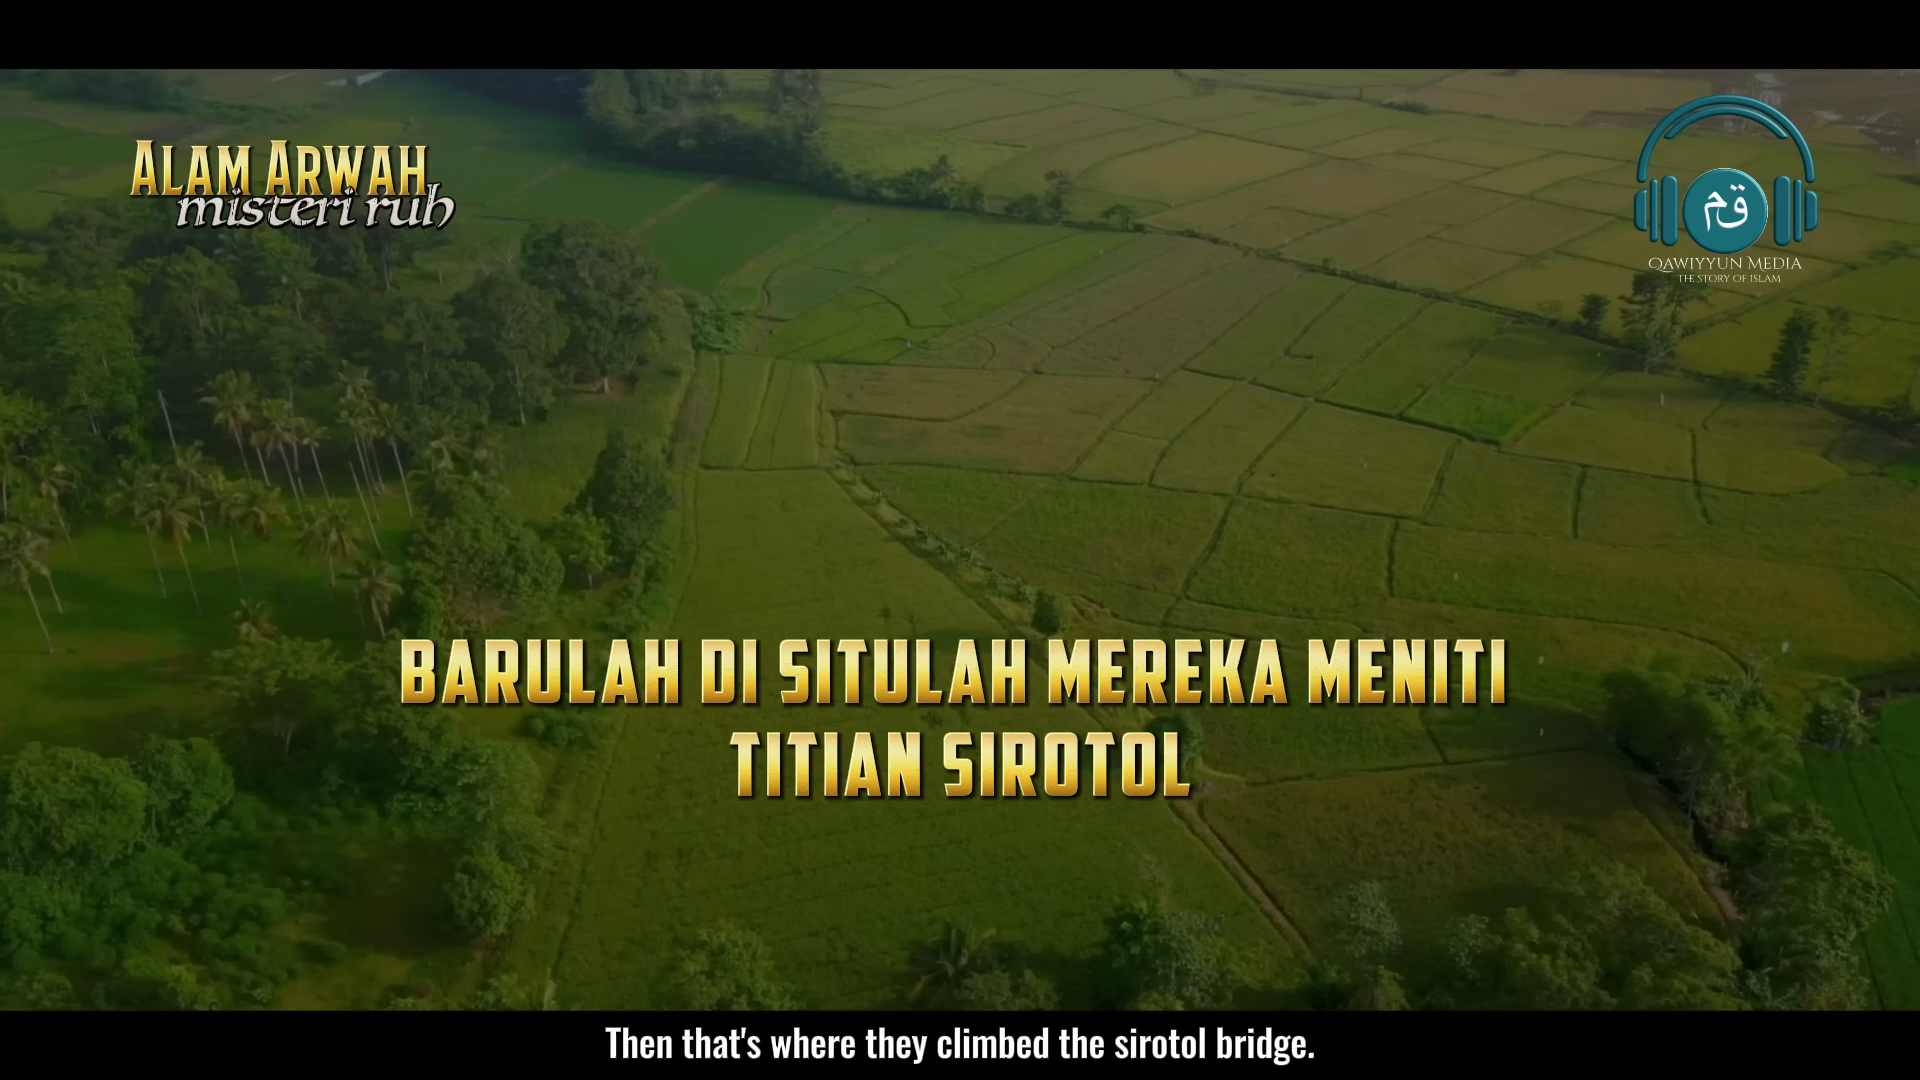 ALAM ARWAH
misteri ruh
قم
QAWIYYUN MEDIA
THE STORY OF ISLAM
BARULAH DI SITULAH MEREKA MENITI
TITIAN SIROTOL
Then that's where they climbed the sirotol bridge.